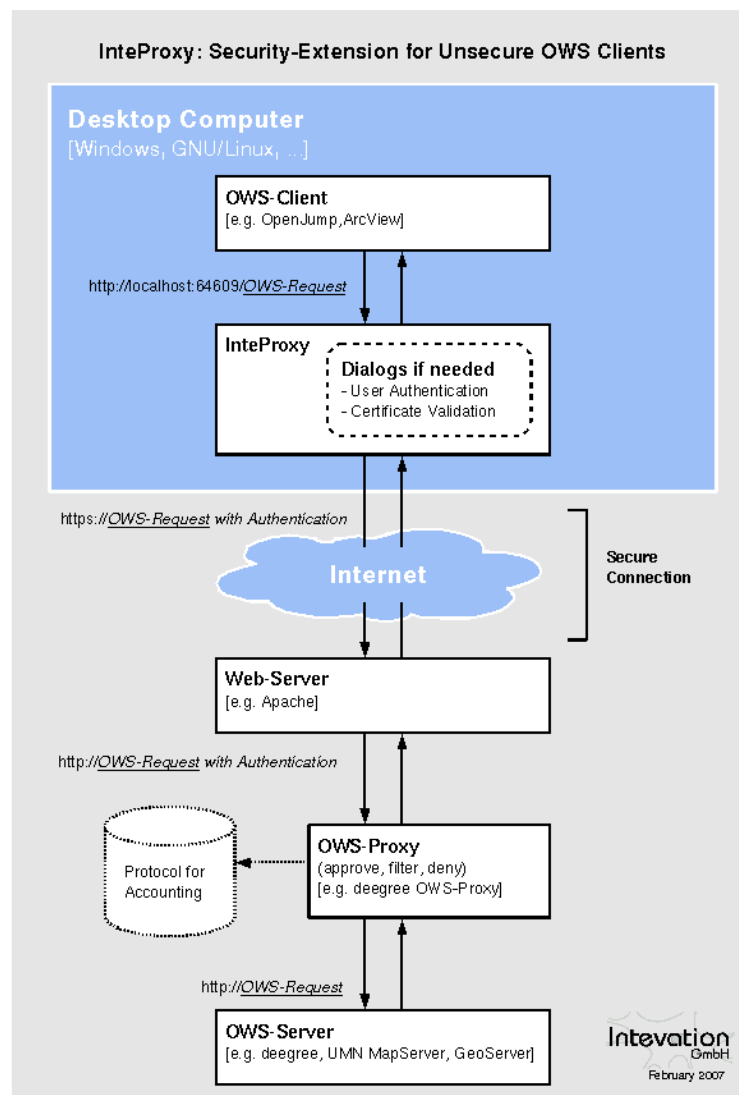 InteProxy: Security-Extension for Unsecure OWS Clients
Desktop Computer
[Windows, GNU/Linux, ...]
OWS-Client
[e.g. OpenJump,ArcView]
http://localhost:64609/OWS-Request
InteProxy
Dialogs if needed
- User Authentication
- Certificate Validation
https://OWS-Request with Authentication
Internet
Secure
Connection
Web-Server
[e.g. Apache]
http://OWS-Request with Authentication
OWS-Proxy
(approve, filter, deny)
[e.g. deegree OWS-Proxy]
Protocol for
Accounting
http://OWS-Request
OWS-Server
[e.g. deegree, UMN MapServer, GeoServer]
Intevation
GmbH
February 2007